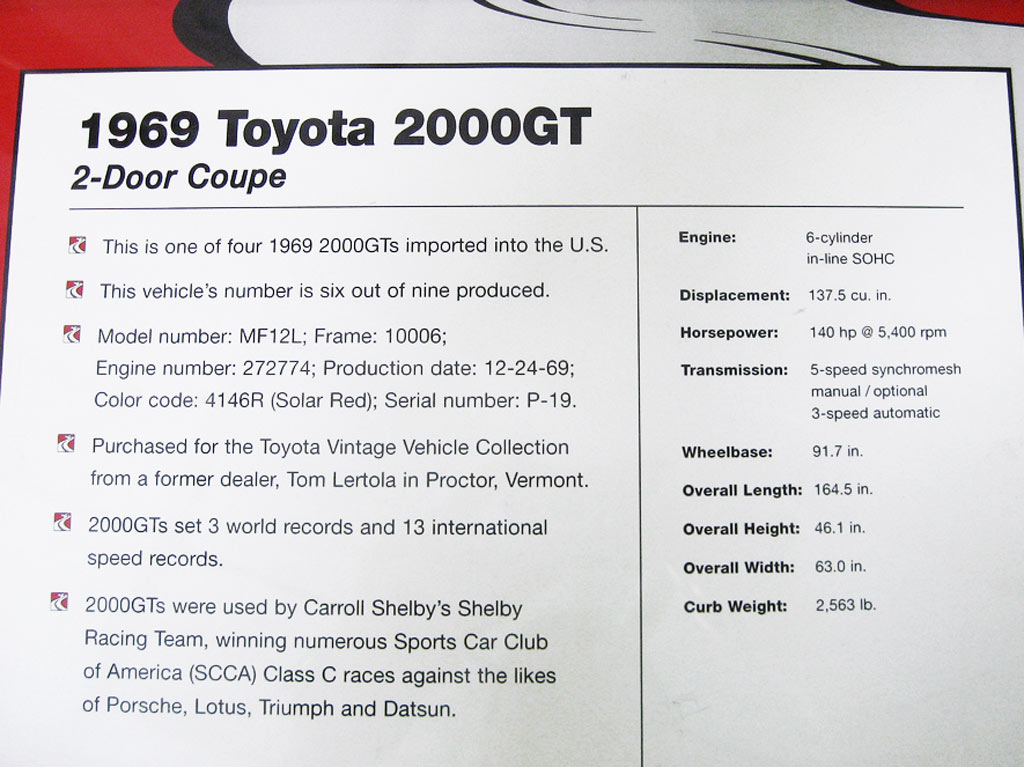 1969 Toyota 2000GT
2-Door Coupe
This is one of four 1969 2000GTs imported into the U.S.
This vehicle's number is six out of nine produced.
Model number: MF12L; Frame: 10006;
Engine number: 272774; Production date: 12-24-69;
Color code: 4146R (Solar Red); Serial number: P-19.
Purchased for the Toyota Vintage Vehicle Collection
from a former dealer, Tom Lertola in Proctor, Vermont.
2000GTs set 3 world records and 13 international
speed records.
2000GTs were used by Carroll Shelby's Shelby
Racing Team, winning numerous Sports Car Club
of America (SCCA) Class C races against the likes
of Porsche, Lotus, Triumph and Datsun.
Engine: 6-cylinder
in-line SOHC
Displacement: 137.5 cu. in.
Horsepower: 140 hp @ 5,400 rpm
Transmission: 5-speed synchromesh
manual / optional
3-speed automatic
Wheelbase: 91.7 in.
Overall Length: 164.5 in.
Overall Height: 46.1 in.
Overall Width: 63.0 in.
Curb Weight: 2,563 lb.